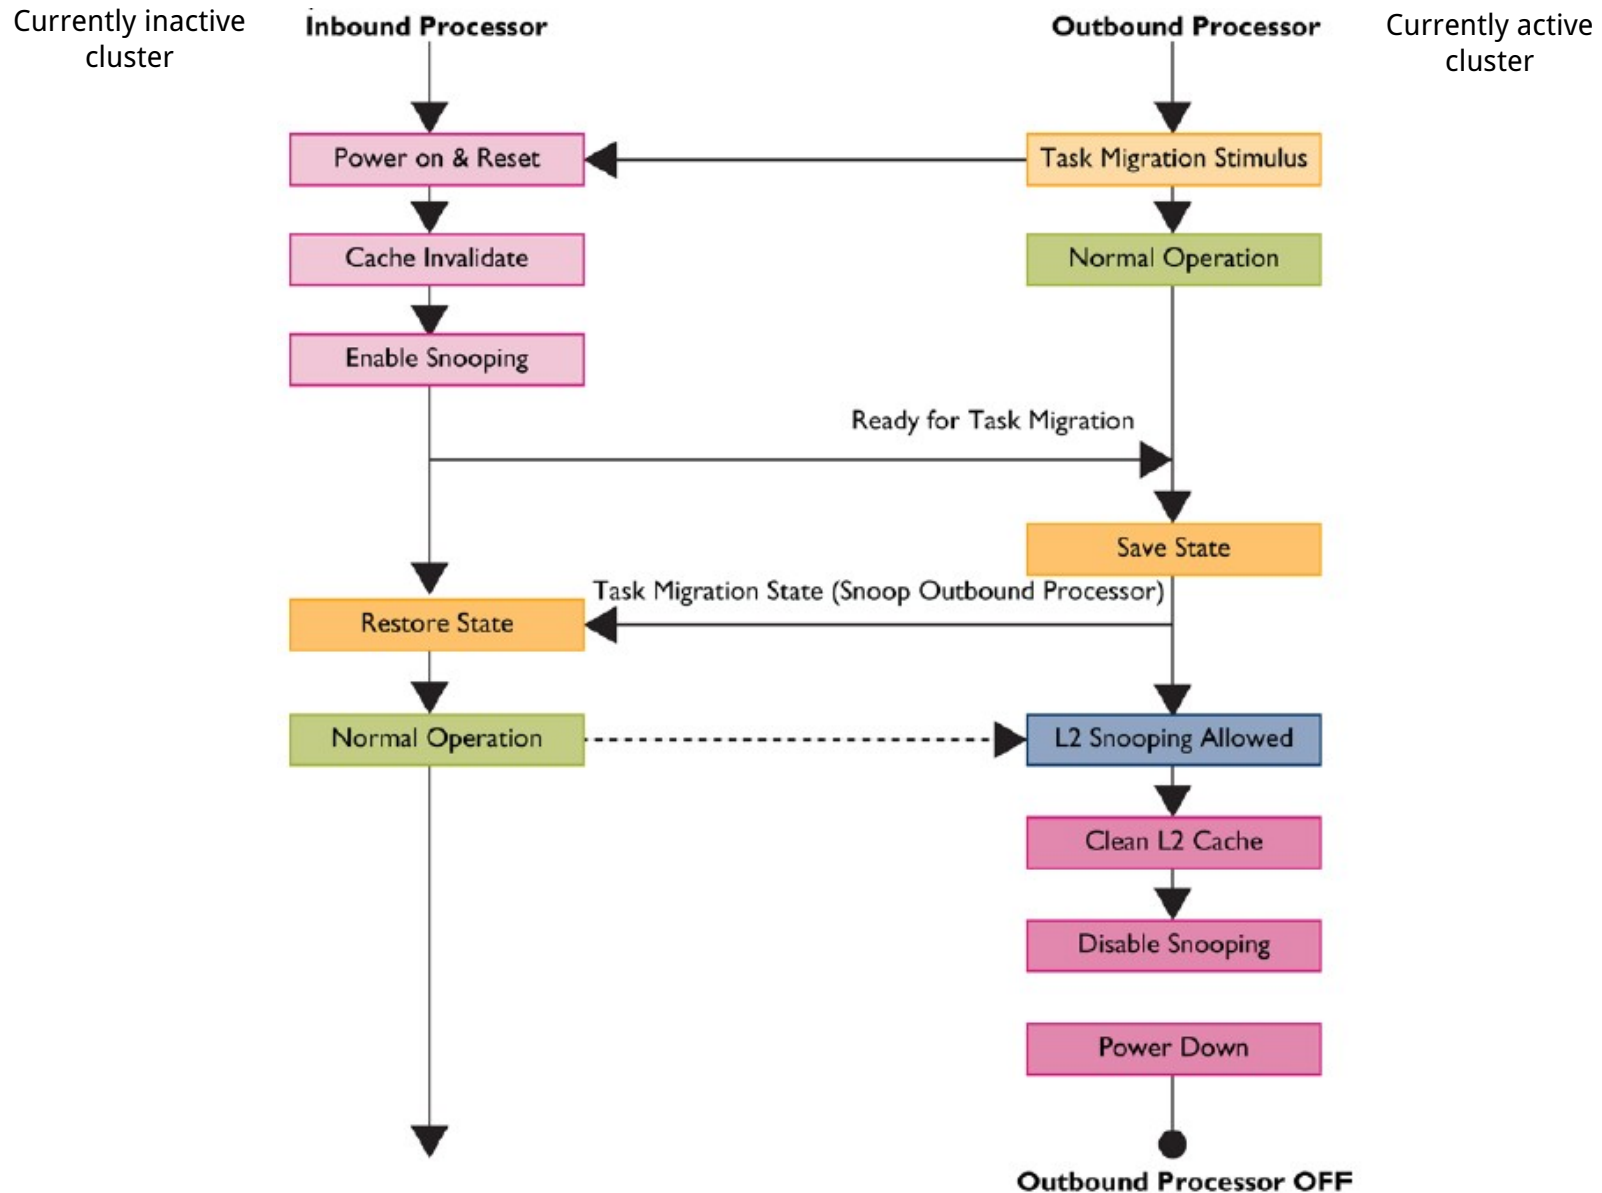 Currently inactive
cluster
Inbound Processor
Outbound Processor
Currently active
cluster
Power on & Reset
Task Migration Stimulus
Cache Invalidate
Normal Operation
Enable Snooping
Ready for Task Migration
Save State
Task Migration State (Snoop Outbound Processor)
Restore State
Normal Operation
L2 Snooping Allowed
Clean L2 Cache
Disable Snooping
Power Down
Outbound Processor OFF